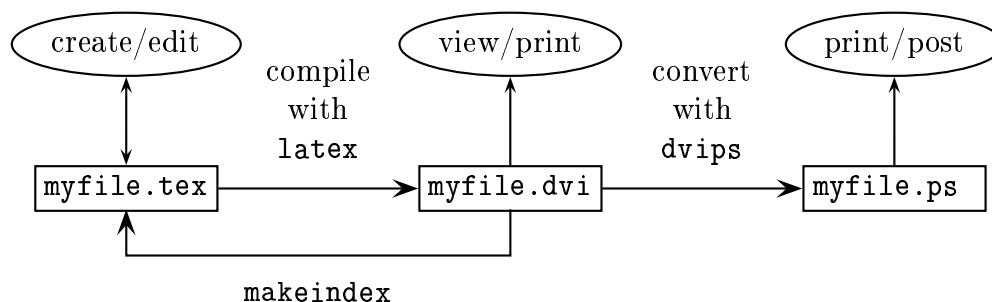 create/edit
view/print
print/post
compile
with
latex
convert
with
dvips
myfile.tex
myfile.dvi
myfile.ps
makeindex